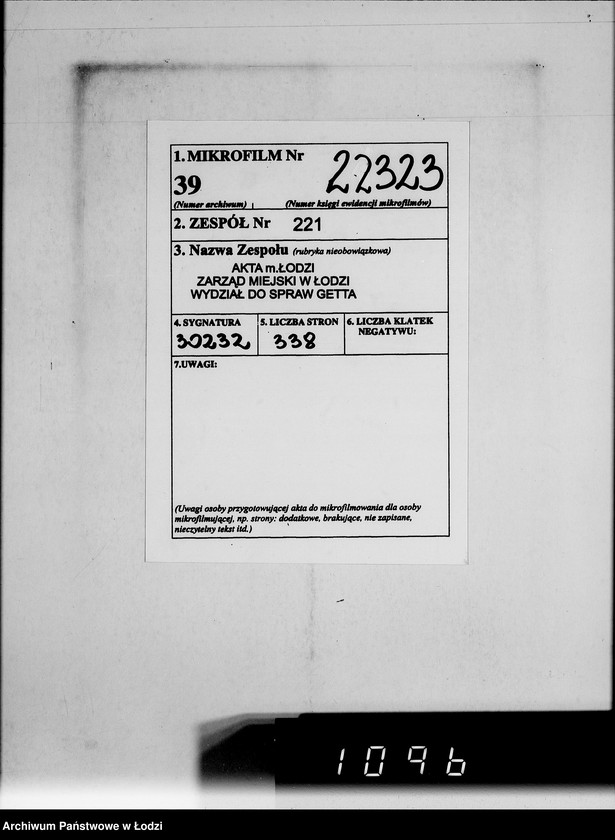 1. MIKROFILM Nr 22323
39
(Numer archiwum) (Numer księgi ewidencji mikrofilmów)
2. ZESPÓŁ Nr 221
3. Nazwa Zespołu (rubryka nieobowiązkowa)
AKTA m.ŁODZI
ZARZĄD MIEJSKI W ŁODZI
WYDZIAŁ DO SPRAW GETTA
4. SYGNATURA 5. LICZBA STRON 6. LICZBA KLATEK
NEGATYWU:
30232 338
7.UWAGI:
(Uwagi osoby przygotowującej akta do mikrofilmowania dla osoby
mikrofilmującej, np. strony: dodatkowe, brakujące, nie zapisane,
nieczytelny tekst itd.)
1096
Archiwum Państwowe w Łodzi